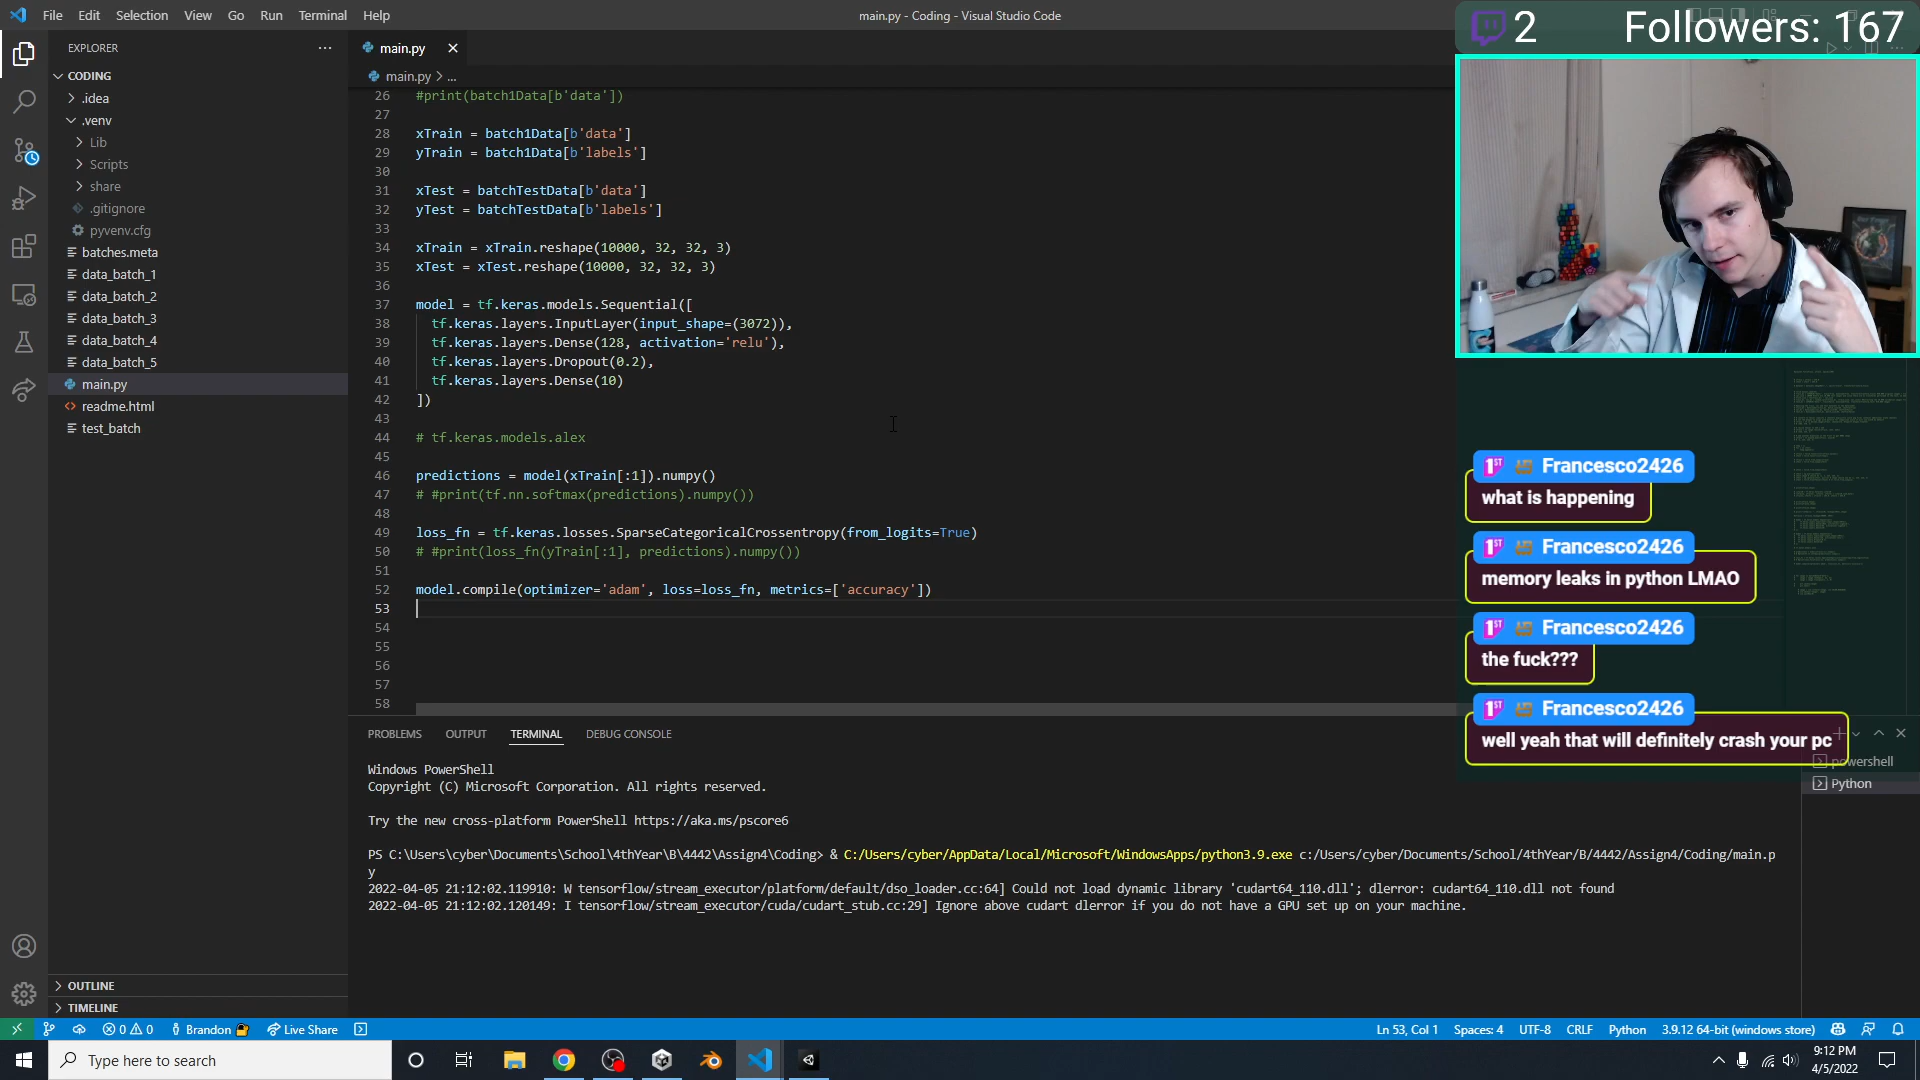 File Edit Selection View Go Run Terminal Help
main.py - Coding - Visual Studio Code
2 Followers: 167
EXPLORER
CODING
.idea
.venv
Lib
Scripts
share
.gitignore
pyvenv.cfg
batches.meta
data_batch_1
data_batch_2
data_batch_3
data_batch_4
data_batch_5
main.py
readme.html
test_batch
OUTLINE
TIMELINE
main.py
main.py > ...
26 #print(batch1Data[b'data'])
27
28 xTrain = batch1Data[b'data']
29 yTrain = batch1Data[b'labels']
30
31 xTest = batchTestData[b'data']
32 yTest = batchTestData[b'labels']
33
34 xTrain = xTrain.reshape(10000, 32, 32, 3)
35 xTest = xTest.reshape(10000, 32, 32, 3)
36
37 model = tf.keras.models.Sequential([
38 tf.keras.layers.InputLayer(input_shape=(3072)),
39 tf.keras.layers.Dense(128, activation='relu'),
40 tf.keras.layers.Dropout(0.2),
41 tf.keras.layers.Dense(10)
42 ])
43
44 # tf.keras.models.alex
45
46 predictions = model(xTrain[:1]).numpy()
47 # #print(tf.nn.softmax(predictions).numpy())
48
49 loss_fn = tf.keras.losses.SparseCategoricalCrossentropy(from_logits=True)
50 # #print(loss_fn(yTrain[:1], predictions).numpy())
51
52 model.compile(optimizer='adam', loss=loss_fn, metrics=['accuracy'])
53
54
55
56
57
58
1ST Francesco2426
what is happening
1ST Francesco2426
memory leaks in python LMAO
1ST Francesco2426
the fuck???
1ST Francesco2426
well yeah that will definitely crash your pc
PROBLEMS OUTPUT TERMINAL DEBUG CONSOLE
powershell
Python
Windows PowerShell
Copyright (C) Microsoft Corporation. All rights reserved.
Try the new cross-platform PowerShell https://aka.ms/pscore6
PS C:\Users\cyber\Documents\School\4thYear\B\4442\Assign4\Coding> & C:/Users/cyber/AppData/Local/Microsoft/WindowsApps/python3.9.exe c:/Users/cyber/Documents/School/4thYear/B/4442/Assign4/Coding/main.p
y
2022-04-05 21:12:02.119910: W tensorflow/stream_executor/platform/default/dso_loader.cc:64] Could not load dynamic library 'cudart64_110.dll'; dlerror: cudart64_110.dll not found
2022-04-05 21:12:02.120149: I tensorflow/stream_executor/cuda/cudart_stub.cc:29] Ignore above cudart dlerror if you do not have a GPU set up on your machine.
0 0 Brandon Live Share
Ln 53, Col 1 Spaces: 4 UTF-8 CRLF Python 3.9.12 64-bit (windows store)
Type here to search
9:12 PM
4/5/2022